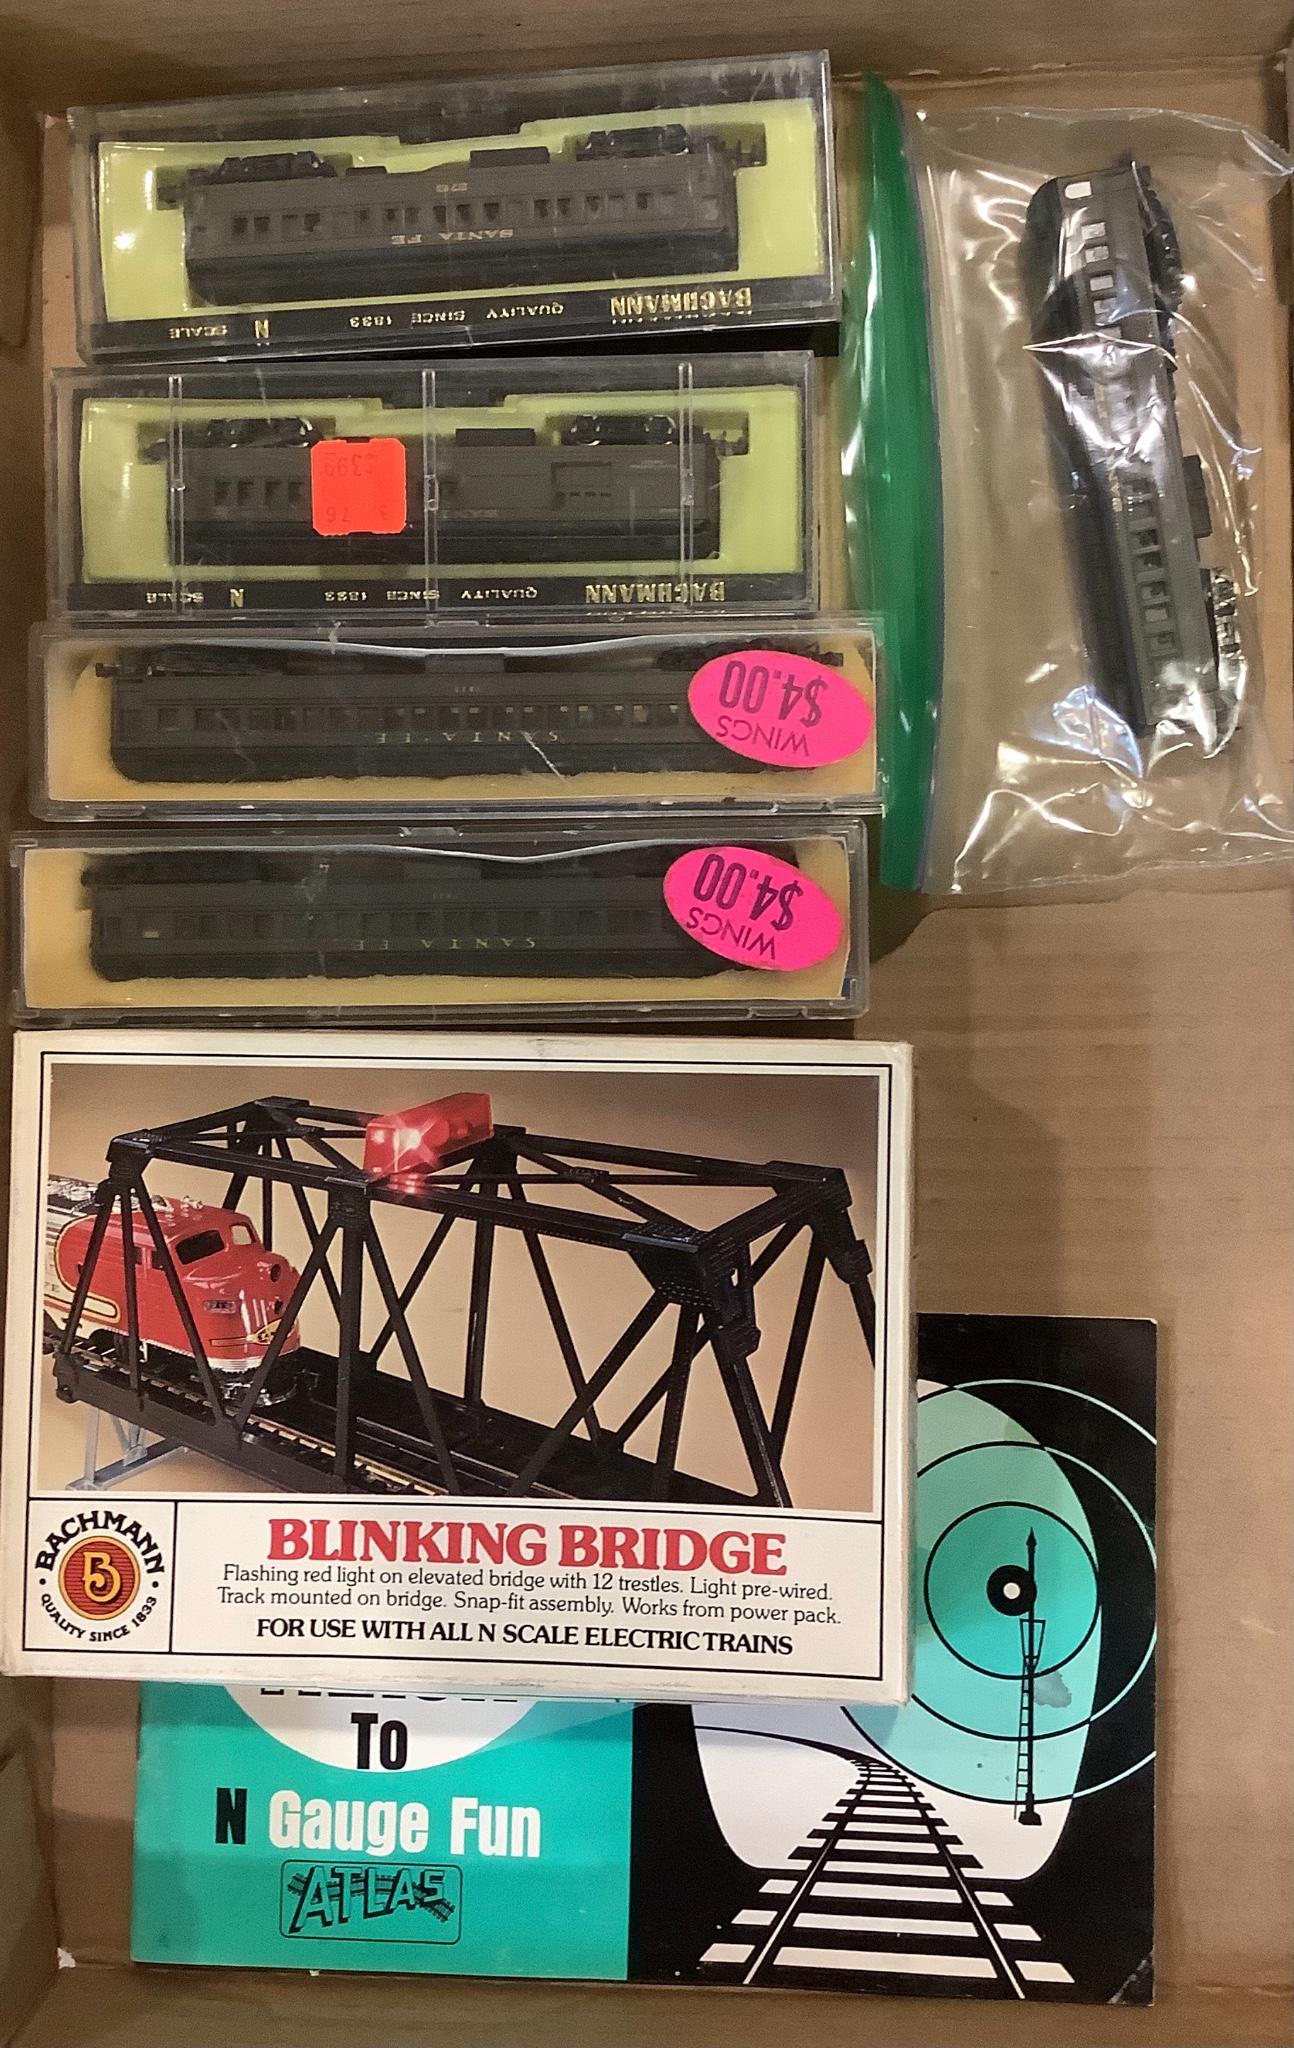 SANTA FE
BACHMANN
QUALITY SINCE 1833
N SCALE
$399
3 76
BACHMANN
QUALITY SINCE 1833
N SCALE
SANTA FE
WINGS
$4.00
SANTA FE
WINGS
$4.00
BACHMANN
B
QUALITY SINCE 1833
BLINKING BRIDGE
Flashing red light on elevated bridge with 12 trestles. Light pre-wired.
Track mounted on bridge. Snap-fit assembly. Works from power pack.
FOR USE WITH ALL N SCALE ELECTRIC TRAINS
To
N Gauge Fun
ATLAS